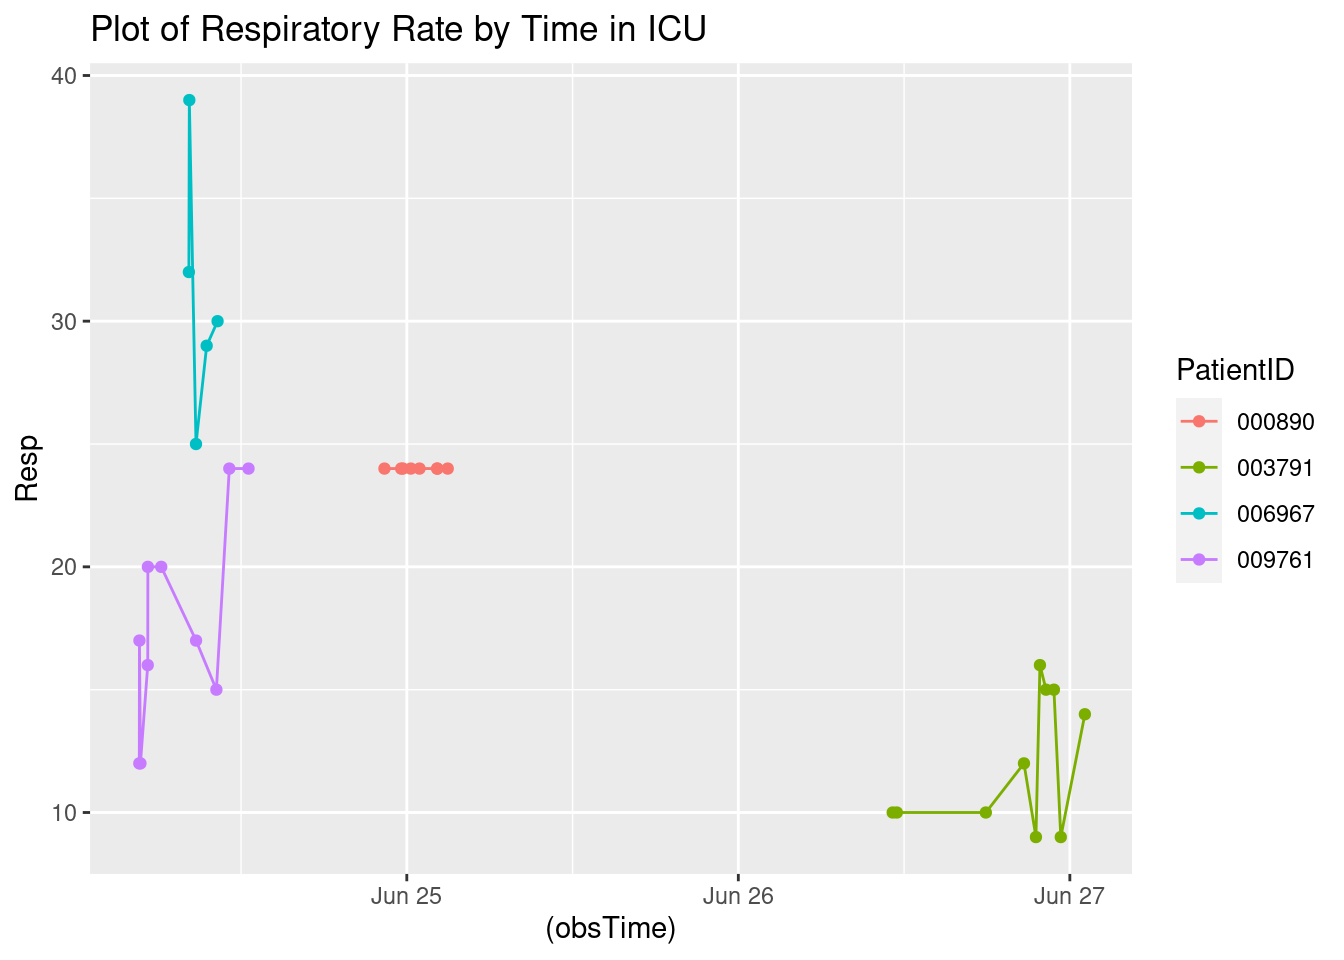 Plot of Respiratory Rate by Time in ICU
40
30
20
10
Resp
Jun 25
Jun 26
Jun 27
(obsTime)
PatientID
000890
003791
006967
009761